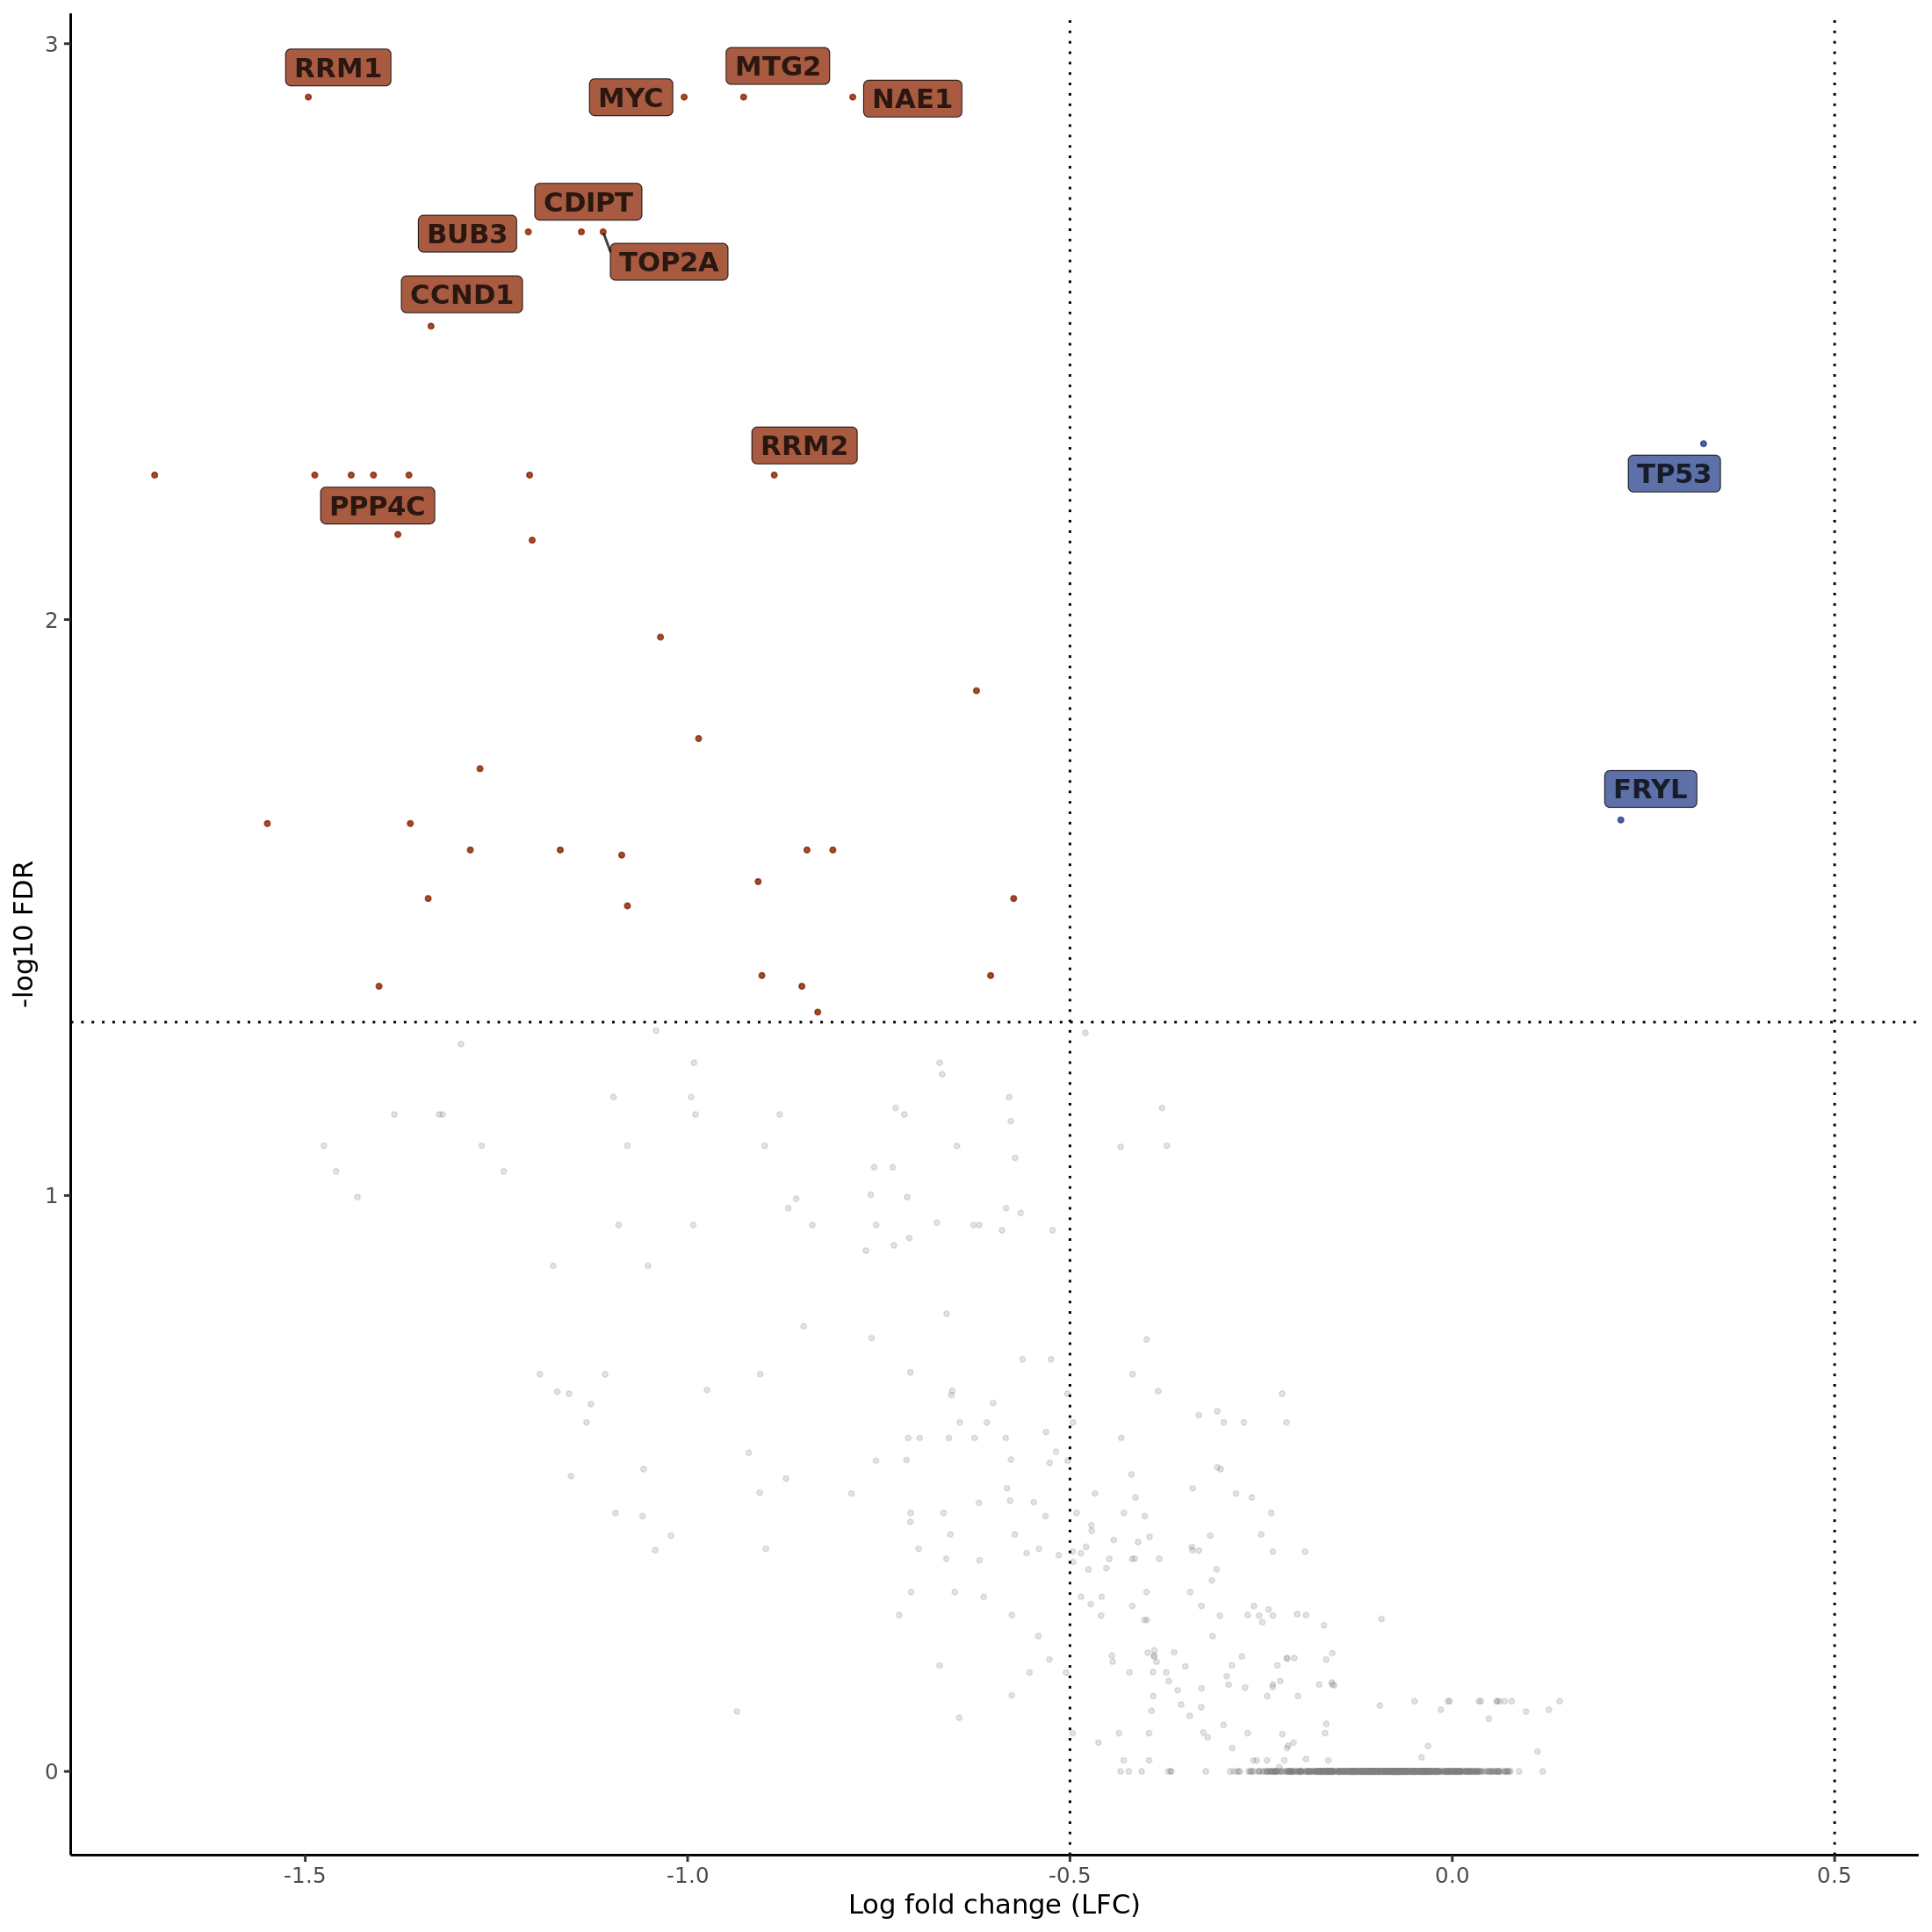 3
RRM1
MTG2
MYC
NAE1
CDIPT
BUB3
TOP2A
CCND1
RRM2
TP53
PPP4C
2
FRYL
-log10 FDR
1
0
-1.5
-1.0
-0.5
0.0
0.5
Log fold change (LFC)